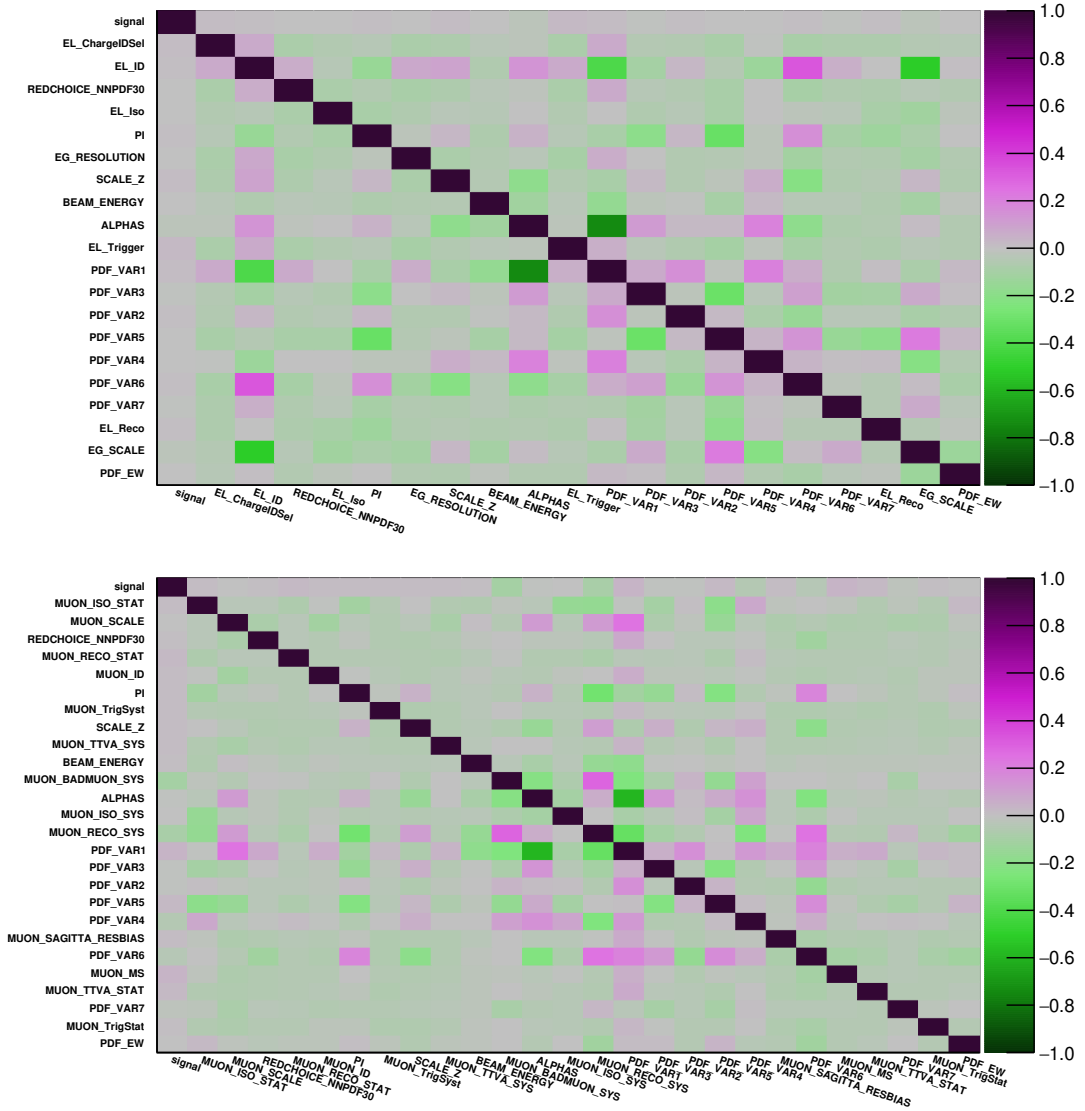 signal
EL_ChargeIDSel
EL_ID
REDCHOICE_NNPDF30
EL_Iso
PI
EG_RESOLUTION
SCALE_Z
BEAM_ENERGY
ALPHAS
EL_Trigger
PDF_VAR1
PDF_VAR3
PDF_VAR2
PDF_VAR5
PDF_VAR4
PDF_VAR6
PDF_VAR7
EL_Reco
EG_SCALE
PDF_EW
signal
EL_ChargeIDSel
EL_ID
REDCHOICE_NNPDF30
EL_Iso
PI
EG_RESOLUTION
SCALE_Z
BEAM_ENERGY
ALPHAS
EL_Trigger
PDF_VAR1
PDF_VAR3
PDF_VAR2
PDF_VAR5
PDF_VAR4
PDF_VAR6
PDF_VAR7
EL_Reco
EG_SCALE
PDF_EW
1.0
0.8
0.6
0.4
0.2
0.0
−0.2
−0.4
−0.6
−0.8
−1.0
signal
MUON_ISO_STAT
MUON_SCALE
REDCHOICE_NNPDF30
MUON_RECO_STAT
MUON_ID
PI
MUON_TrigSyst
SCALE_Z
MUON_TTVA_SYS
BEAM_ENERGY
MUON_BADMUON_SYS
ALPHAS
MUON_ISO_SYS
MUON_RECO_SYS
PDF_VAR1
PDF_VAR3
PDF_VAR2
PDF_VAR5
PDF_VAR4
MUON_SAGITTA_RESBIAS
PDF_VAR6
MUON_MS
MUON_TTVA_STAT
PDF_VAR7
MUON_TrigStat
PDF_EW
signal
MUON_ISO_STAT
MUON_SCALE
REDCHOICE_NNPDF30
MUON_RECO_STAT
MUON_ID
PI
MUON_TrigSyst
SCALE_Z
MUON_TTVA_SYS
BEAM_ENERGY
MUON_BADMUON_SYS
ALPHAS
MUON_ISO_SYS
MUON_RECO_SYS
PDF_VAR1
PDF_VAR3
PDF_VAR2
PDF_VAR5
PDF_VAR4
MUON_SAGITTA_RESBIAS
PDF_VAR6
MUON_MS
MUON_TTVA_STAT
PDF_VAR7
MUON_TrigStat
PDF_EW
1.0
0.8
0.6
0.4
0.2
0.0
−0.2
−0.4
−0.6
−0.8
−1.0